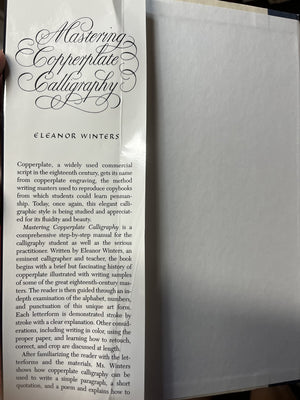 Mastering
Copperplate
Calligraphy
ELEANOR WINTERS
Copperplate, a widely used commercial
script in the eighteenth century, gets its name
from copperplate engraving, the method
writing masters used to reproduce copybooks
from which students could learn penman-
ship. Today, once again, this elegant calli-
graphic style is being studied and appreciat-
ed for its fluidity and beauty.
Mastering Copperplate Calligraphy is a
comprehensive step-by-step manual for the
calligraphy student as well as the serious
practitioner. Written by Eleanor Winters, an
eminent calligrapher and teacher, the book
begins with a brief but fascinating history of
copperplate illustrated with writing samples
of some of the great eighteenth-century mas-
ters. The reader is then guided through an in-
depth examination of the alphabet, numbers,
and punctuation of this unique art form.
Each letterform is demonstrated stroke by
stroke with a clear explanation. Other consid-
erations, including writing in color, using the
proper paper, and learning how to retouch,
correct, and crop are discussed at length.
After familiarizing the reader with the let-
terforms and the materials, Ms. Winters
shows how copperplate calligraphy can be
used to write a simple paragraph, a short
quotation, and a poem and explains how to